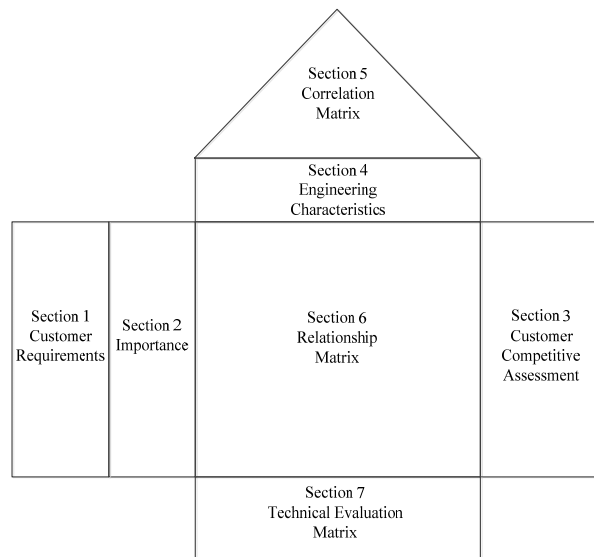 Section 5
Correlation
Matrix
Section 4
Engineering
Characteristics
Section 1
Customer
Requirements
Section 2
Importance
Section 6
Relationship
Matrix
Section 3
Customer
Competitive
Assessment
Section 7
Technical Evaluation
Matrix